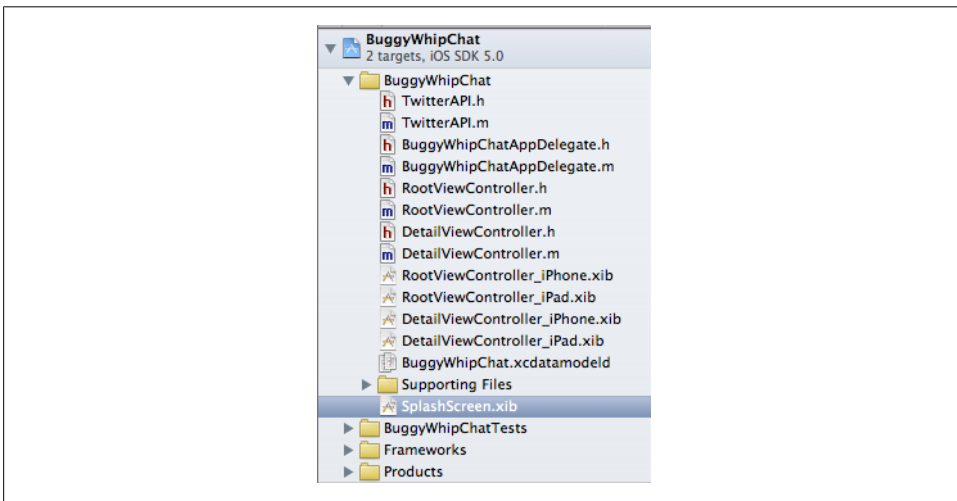 BuggyWhipChat
2 targets, iOS SDK 5.0
BuggyWhipChat
h TwitterAPI.h
m TwitterAPI.m
h BuggyWhipChatAppDelegate.h
m BuggyWhipChatAppDelegate.m
h RootViewController.h
m RootViewController.m
h DetailViewController.h
m DetailViewController.m
RootViewController_iPhone.xib
RootViewController_iPad.xib
DetailViewController_iPhone.xib
DetailViewController_iPad.xib
BuggyWhipChat.xcdatamodeld
Supporting Files
SplashScreen.xib
BuggyWhipChatTests
Frameworks
Products